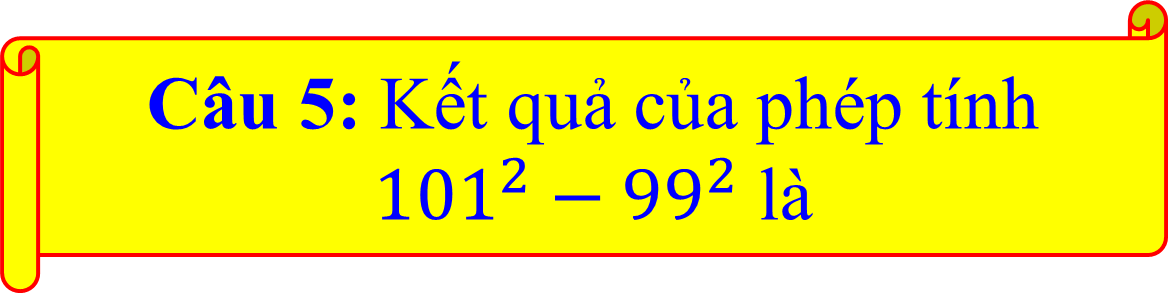 Câu 5: Kết quả của phép tính
101² − 99² là